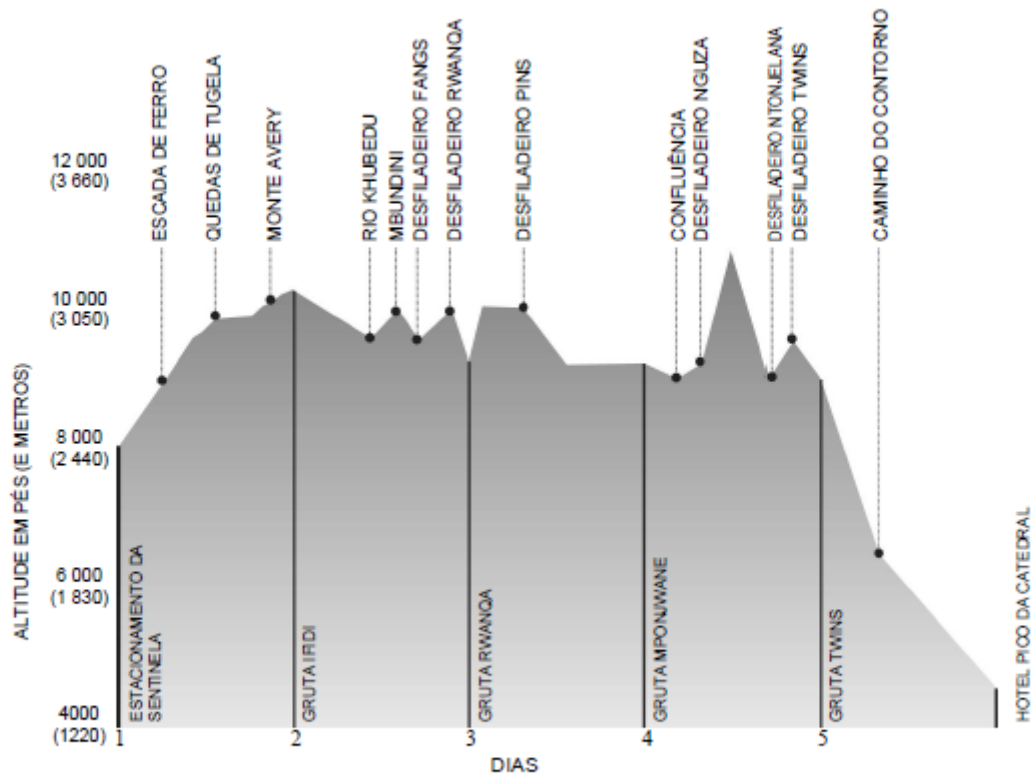 ESCADA DE FERRO
QUEDAS DE TUGELA
MONTE AVERY
RIO KHUBEDU
MBUNDINI
DESFILADEIRO FANGS
DESFILADEIRO RWANQA
DESFILADEIRO PINS
CONFLUÊNCIA
DESFILADEIRO NGUZA
DESFILADEIRO NTONJELANA
DESFILADEIRO TWINS
CAMINHO DO CONTORNO
12 000
(3 660)
10 000
(3 050)
8 000
(2 440)
6 000
(1 830)
4000
(1220)
ALTITUDE EM PÉS (E METROS)
ESTACIONAMENTO DA
SENTINELA
GRUTA IFIDI
GRUTA RWANQA
GRUTA MPONJWANE
GRUTA TWINS
HOTEL PICO DA CATEDRAL
1
2
3
4
5
DIAS